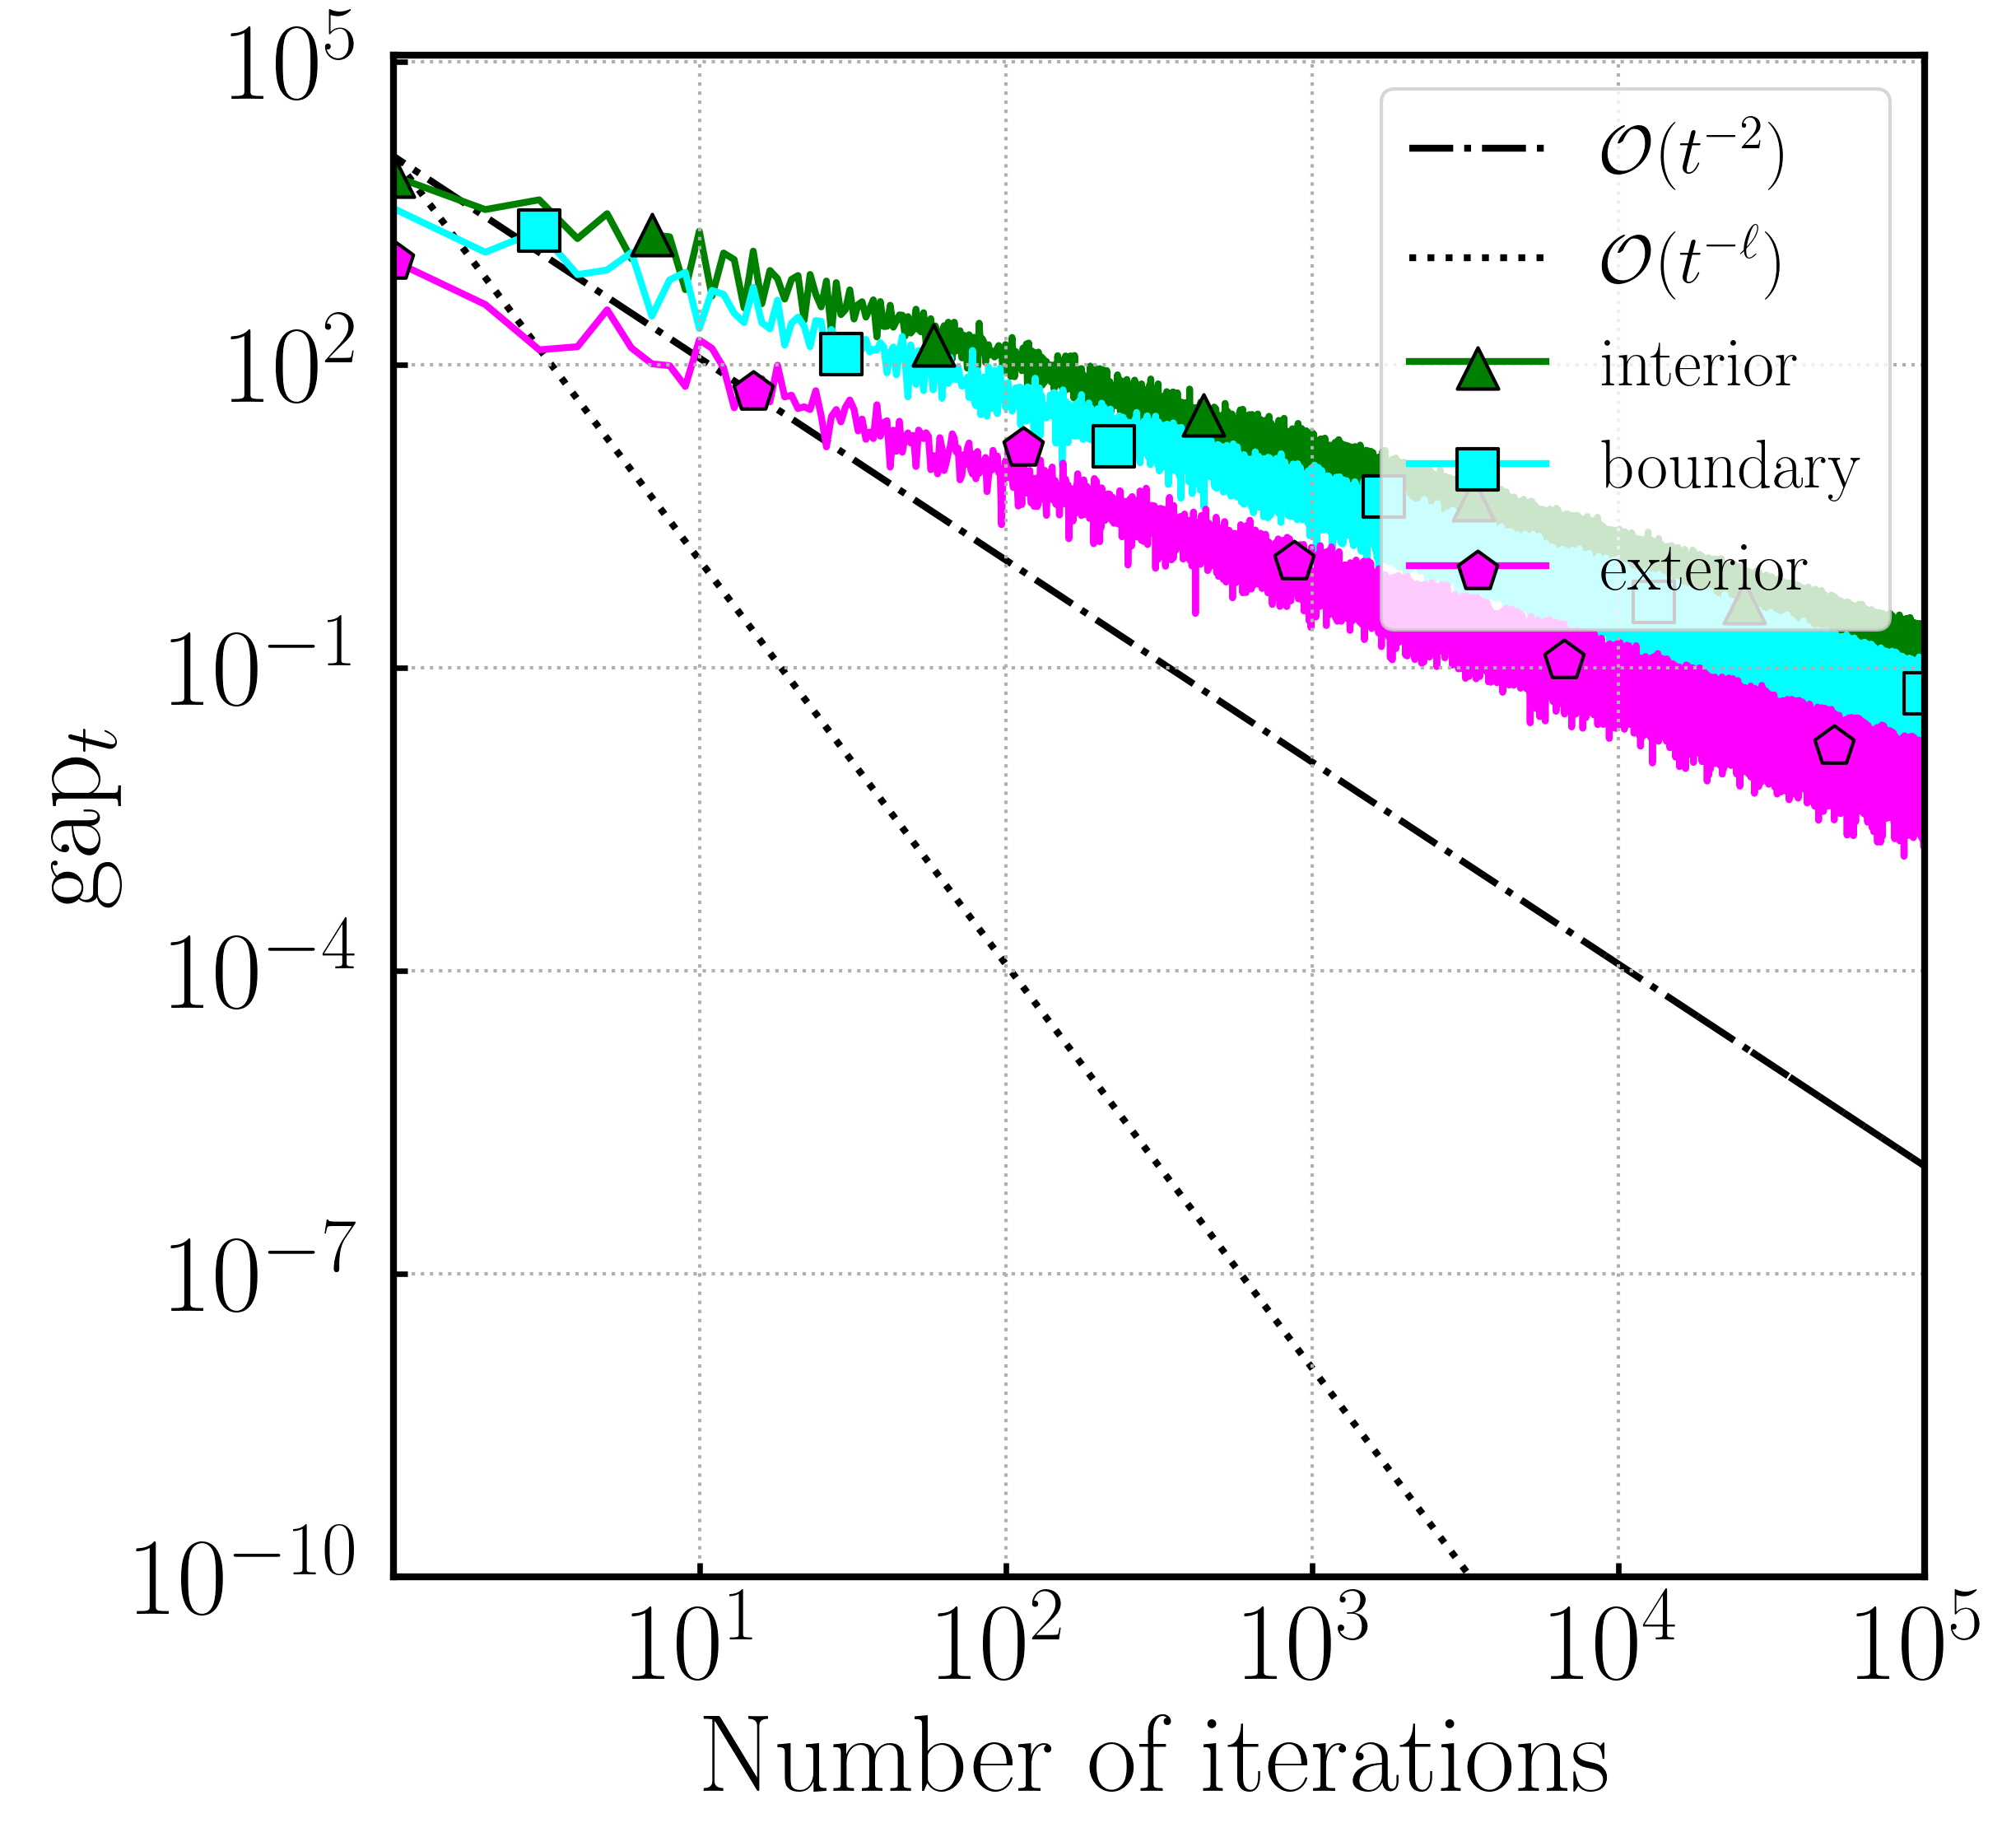 10^5
10^2
10^{-1}
10^{-4}
10^{-7}
10^{-10}
gap_t
𝒪(t^{-2})
𝒪(t^{-ℓ})
interior
boundary
exterior
10^1 10^2 10^3 10^4 10^5
Number of iterations